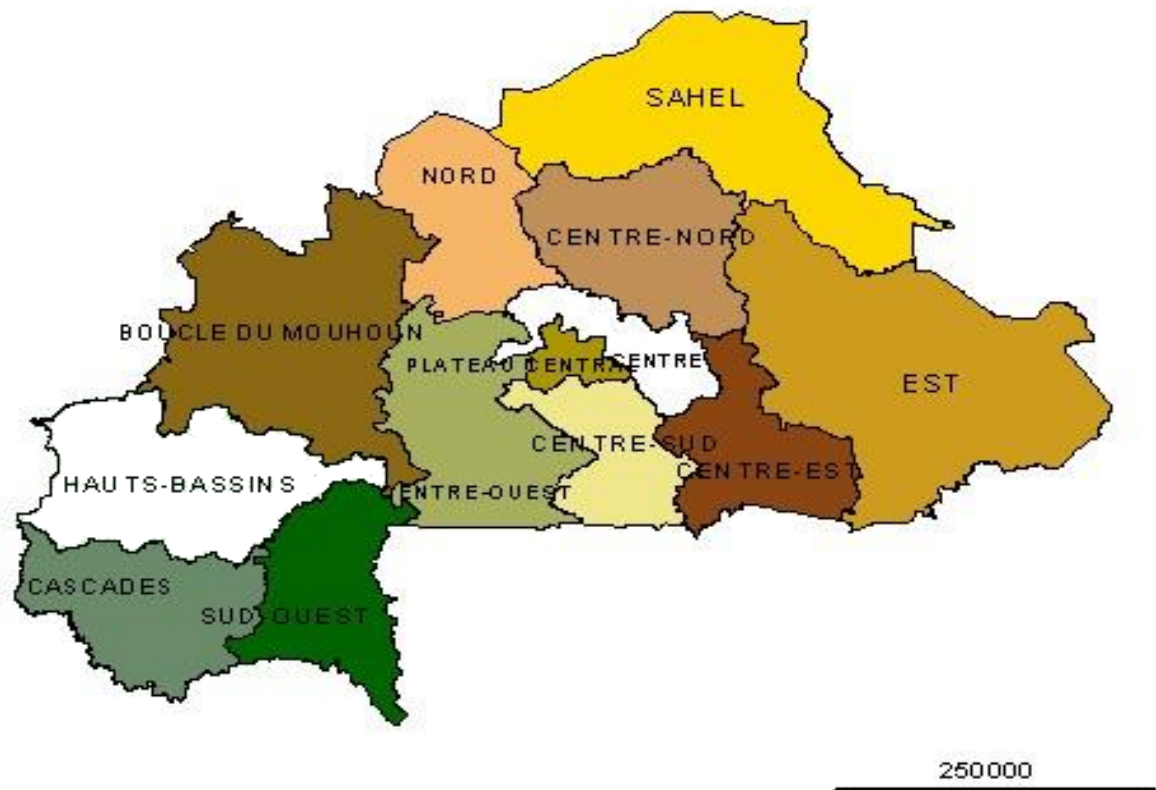 SAHEL
NORD
CENTRE-NORD
BOUCLE DU MOUHOUN
PLATEAU CENTRA
CENTRE
EST
CENTRE-SUD
CENTRE-EST
HAUTS-BASSINS
ENTRE-OUEST
CASCADES
SUD-OUEST
250000